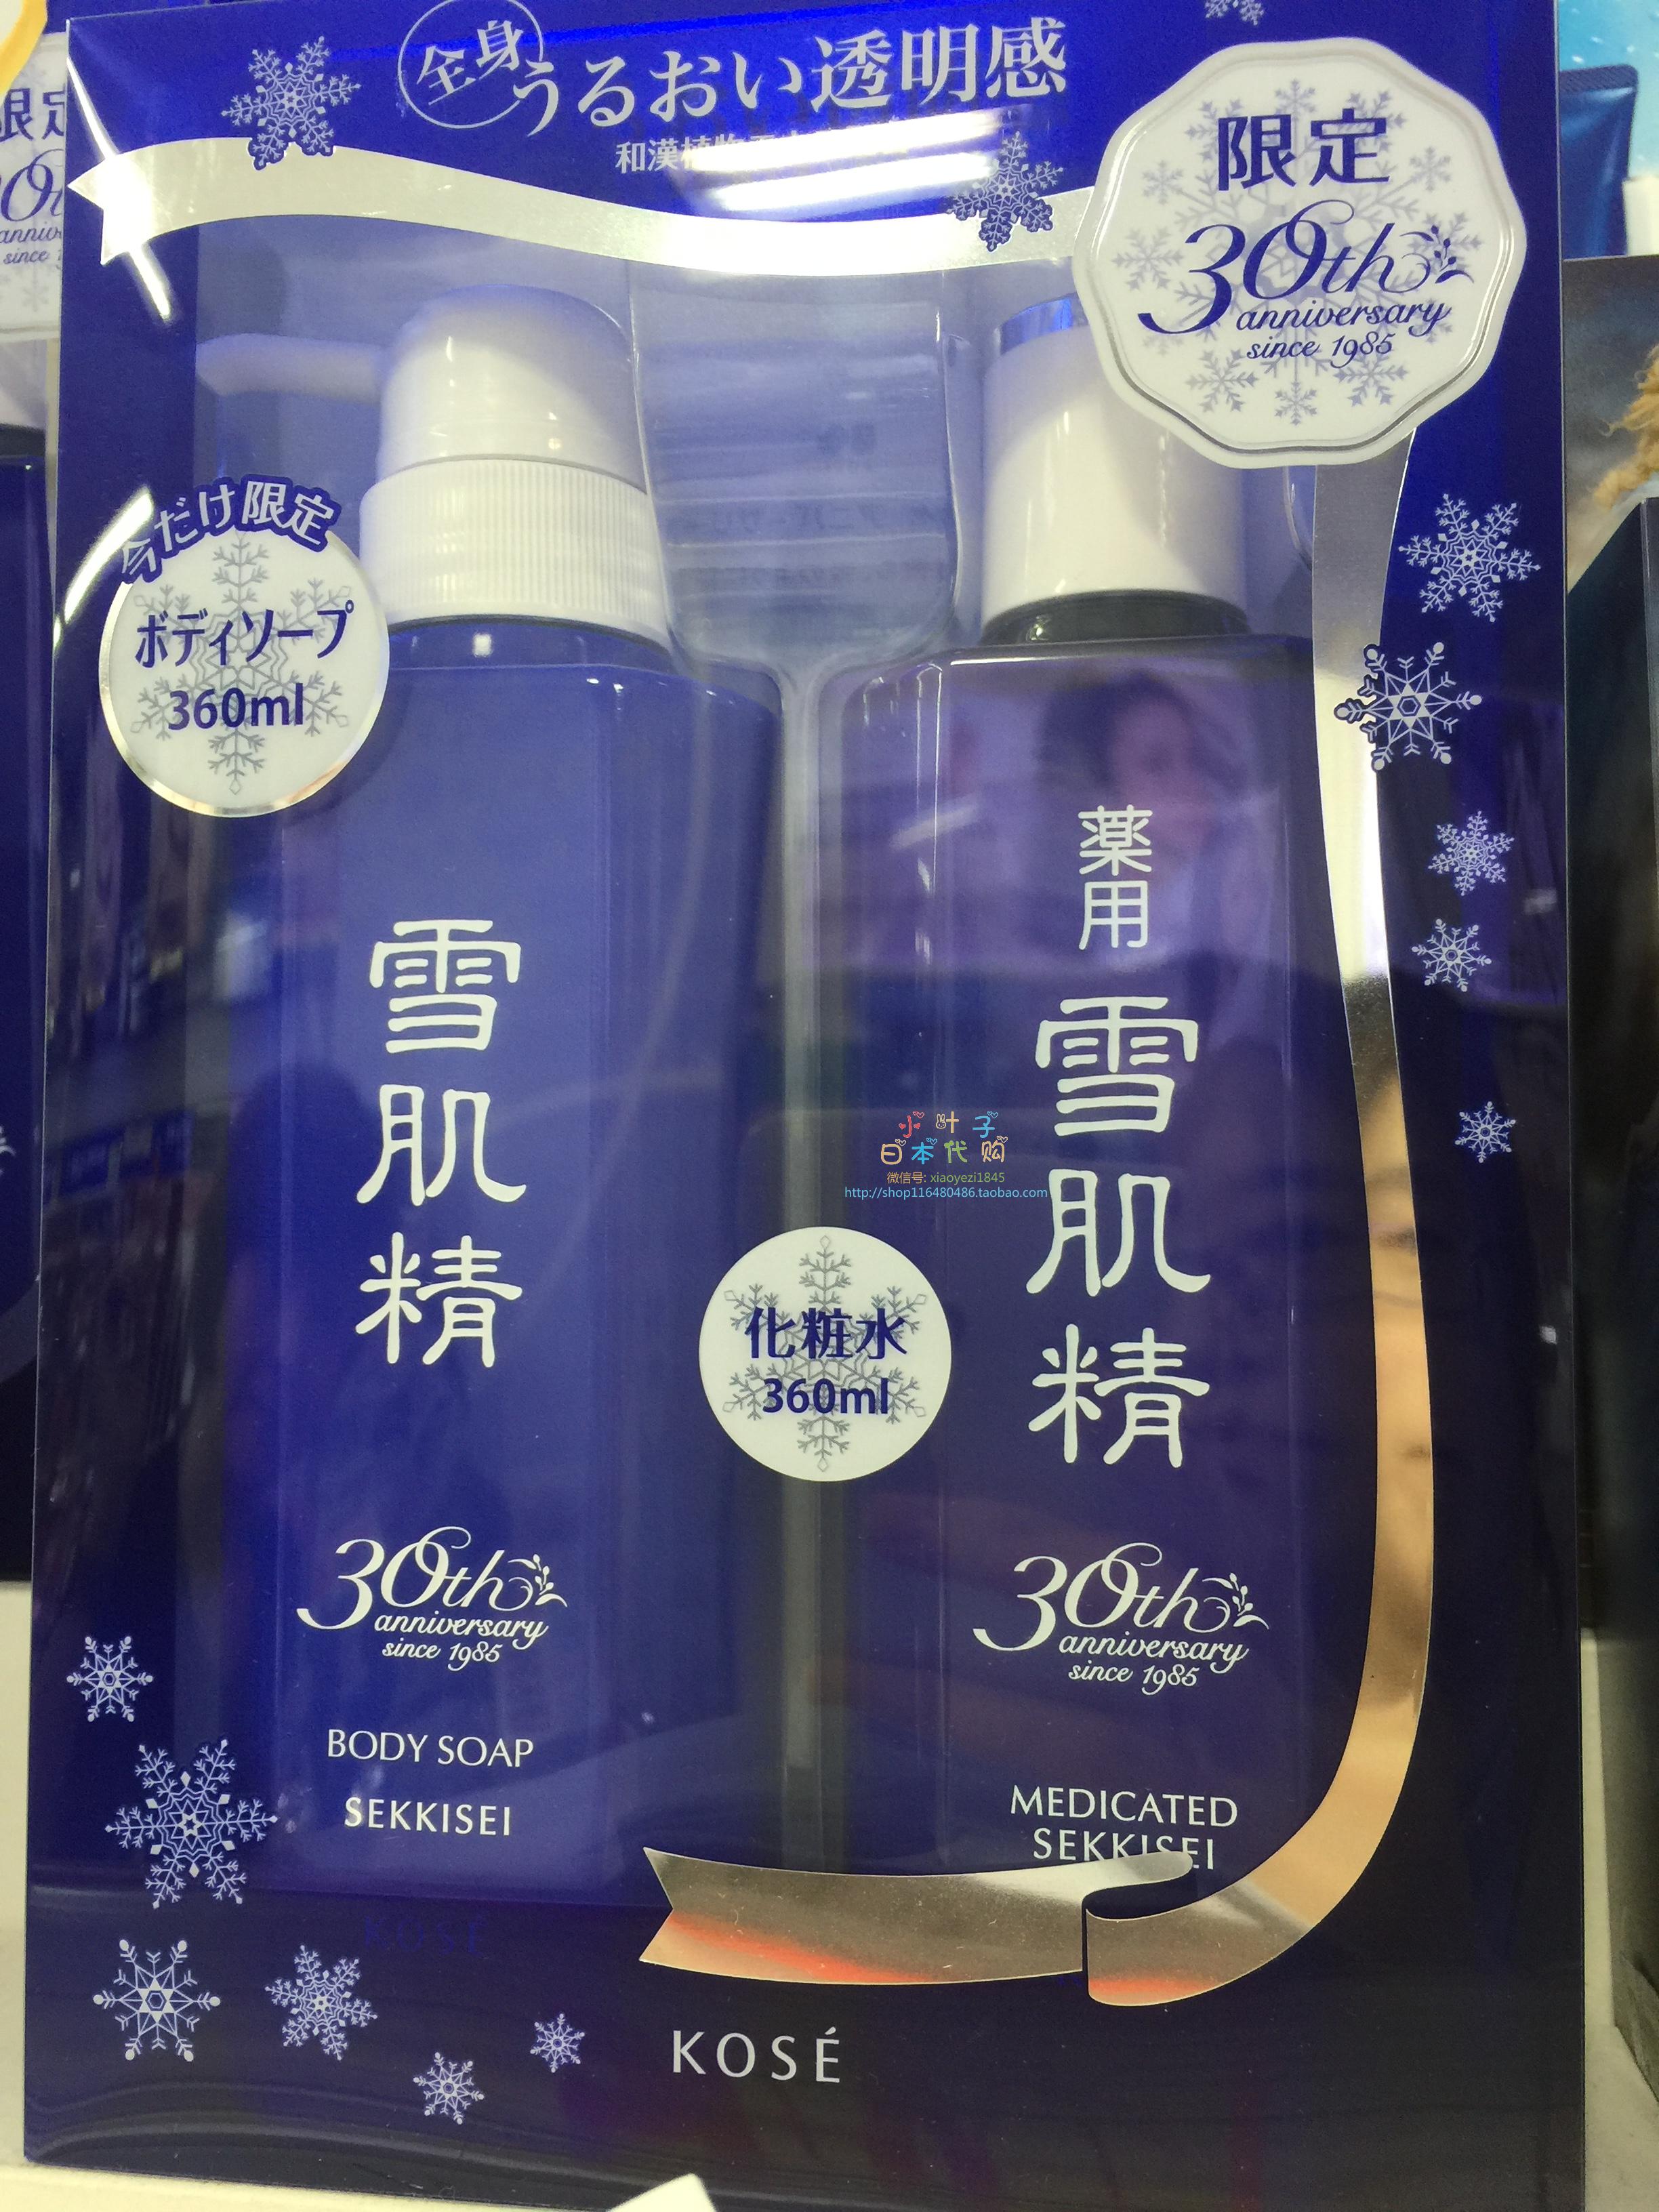 全身
うるおい透明感
和漢植物
限定
30th
anniversary
since 1985
今だけ限定
ボディソープ
360ml
雪肌精
30th
anniversary
since 1985
BODY SOAP
SEKKISEI
薬用
雪肌精
小叶子
日本代购
微信号: xiaoyezi1845
http://shop116480486.taobao.com
化粧水
360ml
30th
anniversary
since 1985
MEDICATED
SEKKISEI
KOSÉ